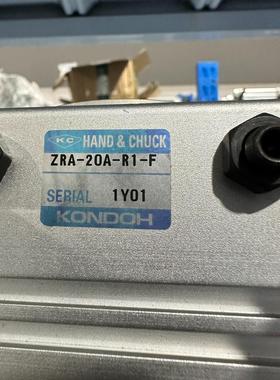 KC HAND & CHUCK
ZRA-20A-R1-F
SERIAL 1Y01
KONDOH